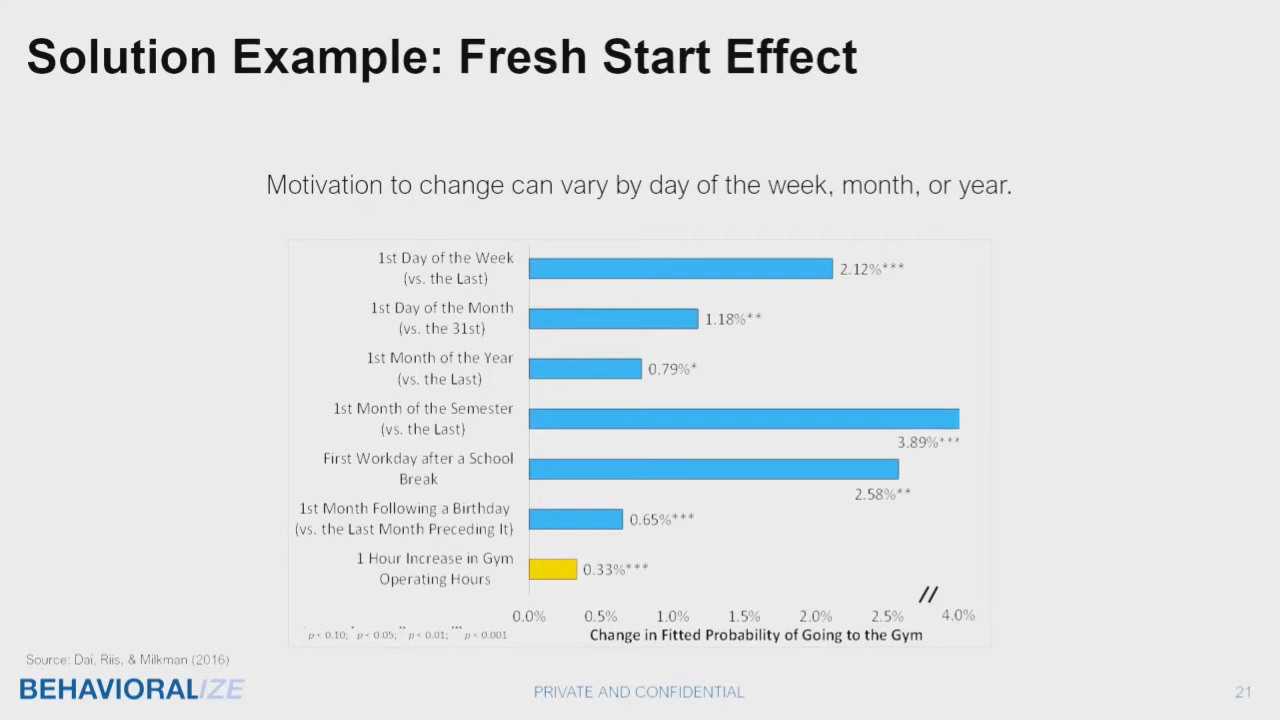 Solution Example: Fresh Start Effect
Motivation to change can vary by day of the week, month, or year.
1st Day of the Week
(vs. the Last)
2.12%***
1st Day of the Month
(vs. the 31st)
1.18%**
1st Month of the Year
(vs. the Last)
0.79%*
1st Month of the Semester
(vs. the Last)
3.89%***
First Workday after a School
Break
2.58%**
1st Month Following a Birthday
(vs. the Last Month Preceding It)
0.65%***
1 Hour Increase in Gym
Operating Hours
0.33%***
//
0.0% 0.5% 1.0% 1.5% 2.0% 2.5% 4.0%
Change in Fitted Probability of Going to the Gym
p < 0.10; * p < 0.05; ** p < 0.01; *** p < 0.001
Source: Dai, Riis, & Milkman (2016)
BEHAVIORALIZE
PRIVATE AND CONFIDENTIAL
21